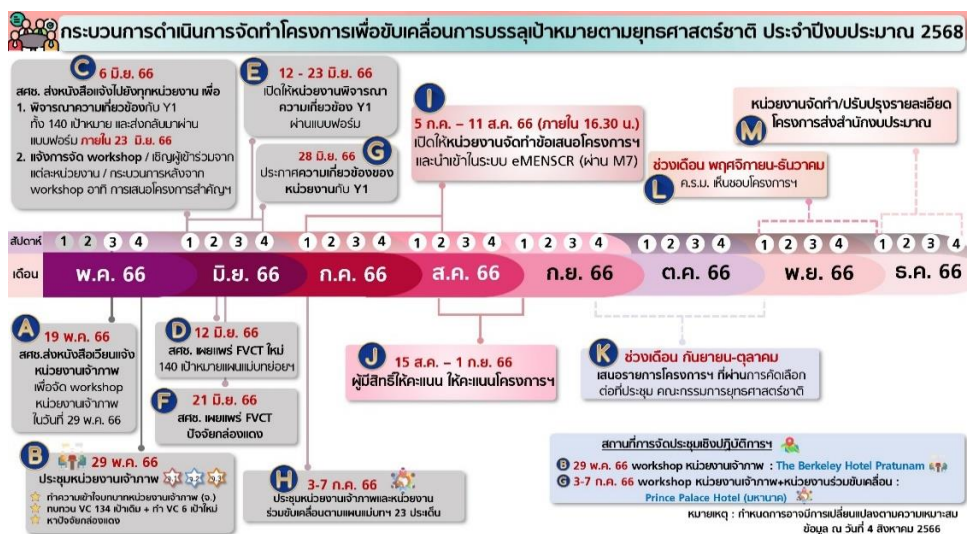 กระบวนการดำเนินการจัดทำโครงการเพื่อขับเคลื่อนการบรรลุเป้าหมายตามยุทธศาสตร์ชาติ ประจำปีงบประมาณ 2568
C 6 มิ.ย. 66
สศช. ส่งหนังสือแจ้งไปยังทุกหน่วยงาน เพื่อ
1. พิจารณาความเกี่ยวข้องกับ Y1
ทั้ง 140 เป้าหมาย และส่งกลับมาผ่าน
แบบฟอร์ม ภายใน 23 มิ.ย. 66
2. แจ้งการจัด workshop / เชิญผู้เข้าร่วมจาก
แต่ละหน่วยงาน / กระบวนการหลังจาก
workshop อาทิ การเสนอโครงการสำคัญฯ
E 12 - 23 มิ.ย. 66
เปิดให้หน่วยงานพิจารณา
ความเกี่ยวข้อง Y1
ผ่านแบบฟอร์ม
28 มิ.ย. 66 G
ประกาศความเกี่ยวข้องของ
หน่วยงานกับ Y1
I
5 ก.ค. – 11 ส.ค. 66 (ภายใน 16.30 น.)
เปิดให้หน่วยงานจัดทำข้อเสนอโครงการฯ
และนำเข้าในระบบ eMENSCR (ผ่าน M7)
หน่วยงานจัดทำ/ปรับปรุงรายละเอียด
M โครงการส่งสำนักงบประมาณ
ช่วงเดือน พฤศจิกายน-ธันวาคม
L ค.ร.ม. เห็นชอบโครงการฯ
สัปดาห์ 1 2 3 4 1 2 3 4 1 2 3 4 1 2 3 4 1 2 3 4 1 2 3 4 1 2 3 4 1 2 3 4
เดือน พ.ค. 66 มิ.ย. 66 ก.ค. 66 ส.ค. 66 ก.ย. 66 ต.ค. 66 พ.ย. 66 ธ.ค. 66
A 19 พ.ค. 66
สศช.ส่งหนังสือเวียนแจ้ง
หน่วยงานเจ้าภาพ
เพื่อจัด workshop
หน่วยงานเจ้าภาพ
ในวันที่ 29 พ.ค. 66
D 12 มิ.ย. 66
สศช. เผยแพร่ FVCT ใหม่
140 เป้าหมายแผนแม่บทย่อยฯ
F 21 มิ.ย. 66
สศช. เผยแพร่ FVCT
ปัจจัยกล่องแดง
B 29 พ.ค. 66
ประชุมหน่วยงานเจ้าภาพ
ทำความเข้าใจบทบาทหน่วยงานเจ้าภาพ (จ.)
ทบทวน VC 134 เป้าเดิม + ทำ VC 6 เป้าใหม่
หาปัจจัยกล่องแดง
H 3-7 ก.ค. 66
ประชุมหน่วยงานเจ้าภาพและหน่วยงาน
ร่วมขับเคลื่อนตามแผนแม่บทฯ 23 ประเด็น
J 15 ส.ค. – 1 ก.ย. 66
ผู้มีสิทธิ์ให้คะแนน ให้คะแนนโครงการฯ
K ช่วงเดือน กันยายน-ตุลาคม
เสนอรายการโครงการฯ ที่ผ่านการคัดเลือก
ต่อที่ประชุม คณะกรรมการยุทธศาสตร์ชาติ
สถานที่การจัดประชุมเชิงปฏิบัติการฯ
B 29 พ.ค. 66 workshop หน่วยงานเจ้าภาพ : The Berkeley Hotel Pratunam
G 3-7 ก.ค. 66 workshop หน่วยงานเจ้าภาพ+หน่วยงานร่วมขับเคลื่อน :
Prince Palace Hotel (มหานาค)
หมายเหตุ : กำหนดการอาจมีการเปลี่ยนแปลงตามความเหมาะสม
ข้อมูล ณ วันที่ 4 สิงหาคม 2566